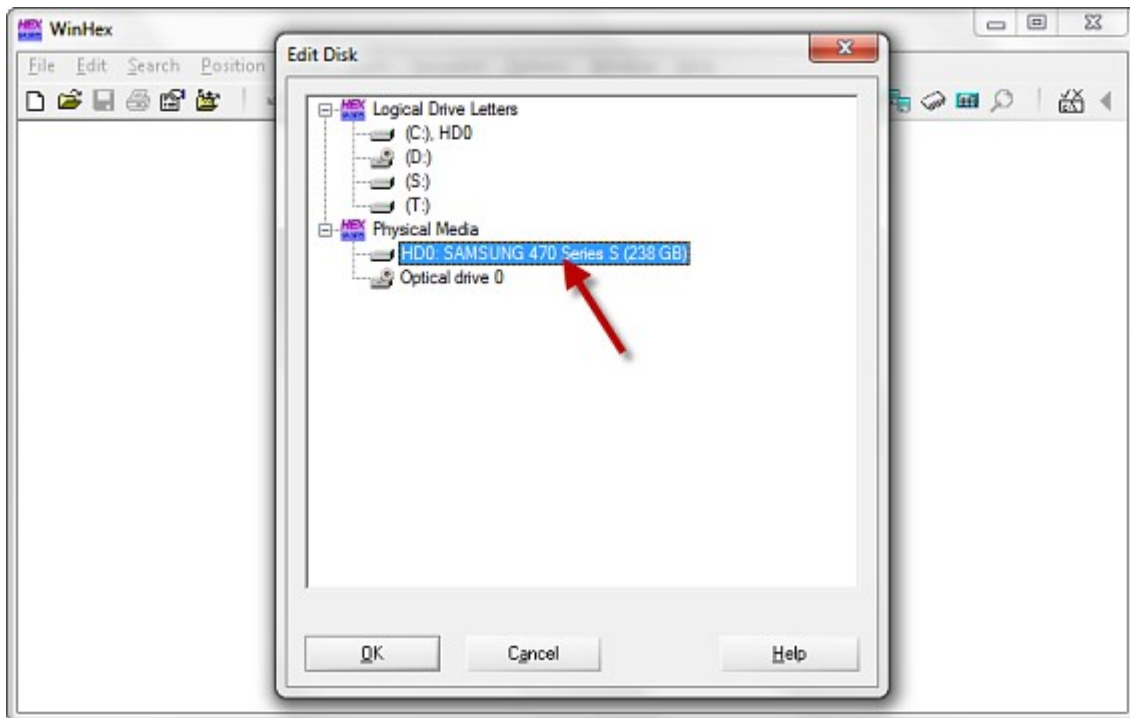 WinHex
File Edit Search Position
Edit Disk
Logical Drive Letters
(C:), HD0
(D:)
(S:)
(T:)
Physical Media
HD0: SAMSUNG 470 Series S (238 GB)
Optical drive 0
OK Cancel Help